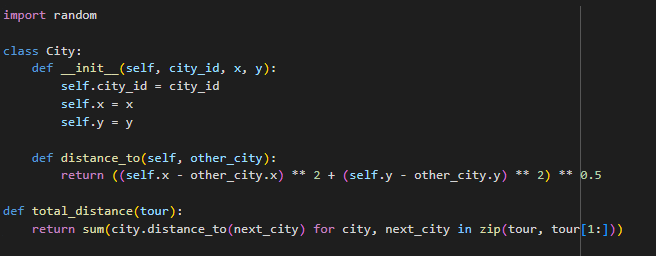 import random
class City:
def __init__(self, city_id, x, y):
self.city_id = city_id
self.x = x
self.y = y
def distance_to(self, other_city):
return ((self.x - other_city.x) ** 2 + (self.y - other_city.y) ** 2) ** 0.5
def total_distance(tour):
return sum(city.distance_to(next_city) for city, next_city in zip(tour, tour[1:]))